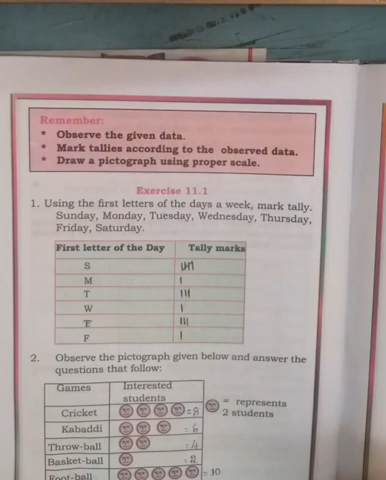 Remember:
* Observe the given data.
* Mark tallies according to the observed data.
* Draw a pictograph using proper scale.
Exercise 11.1
1. Using the first letters of the days a week, mark tally.
Sunday, Monday, Tuesday, Wednesday, Thursday,
Friday, Saturday.
First letter of the Day Tally marks
S
M |
T |||
W |
T |||
F |
2. Observe the pictograph given below and answer the
questions that follow:
Games Interested
students
= represents
2 students
Cricket =8
Kabaddi =6
Throw-ball =4
Basket-ball =2
Foot-ball =10